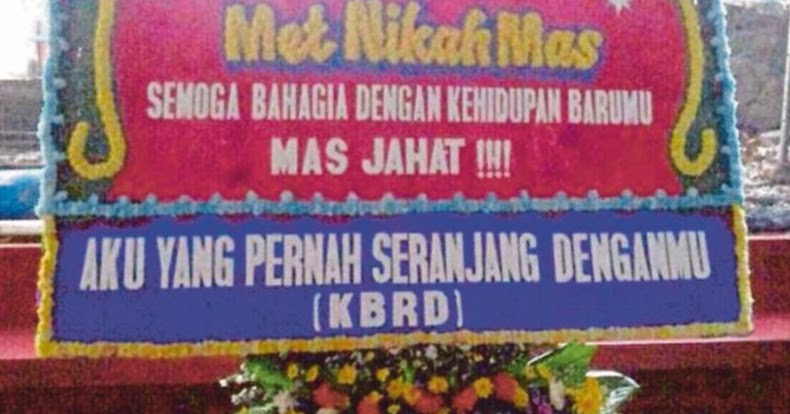 Met Nikah Mas
SEMOGA BAHAGIA DENGAN KEHIDUPAN BARUMU
MAS JAHAT !!!!
AKU YANG PERNAH SERANJANG DENGANMU
(KBRD)